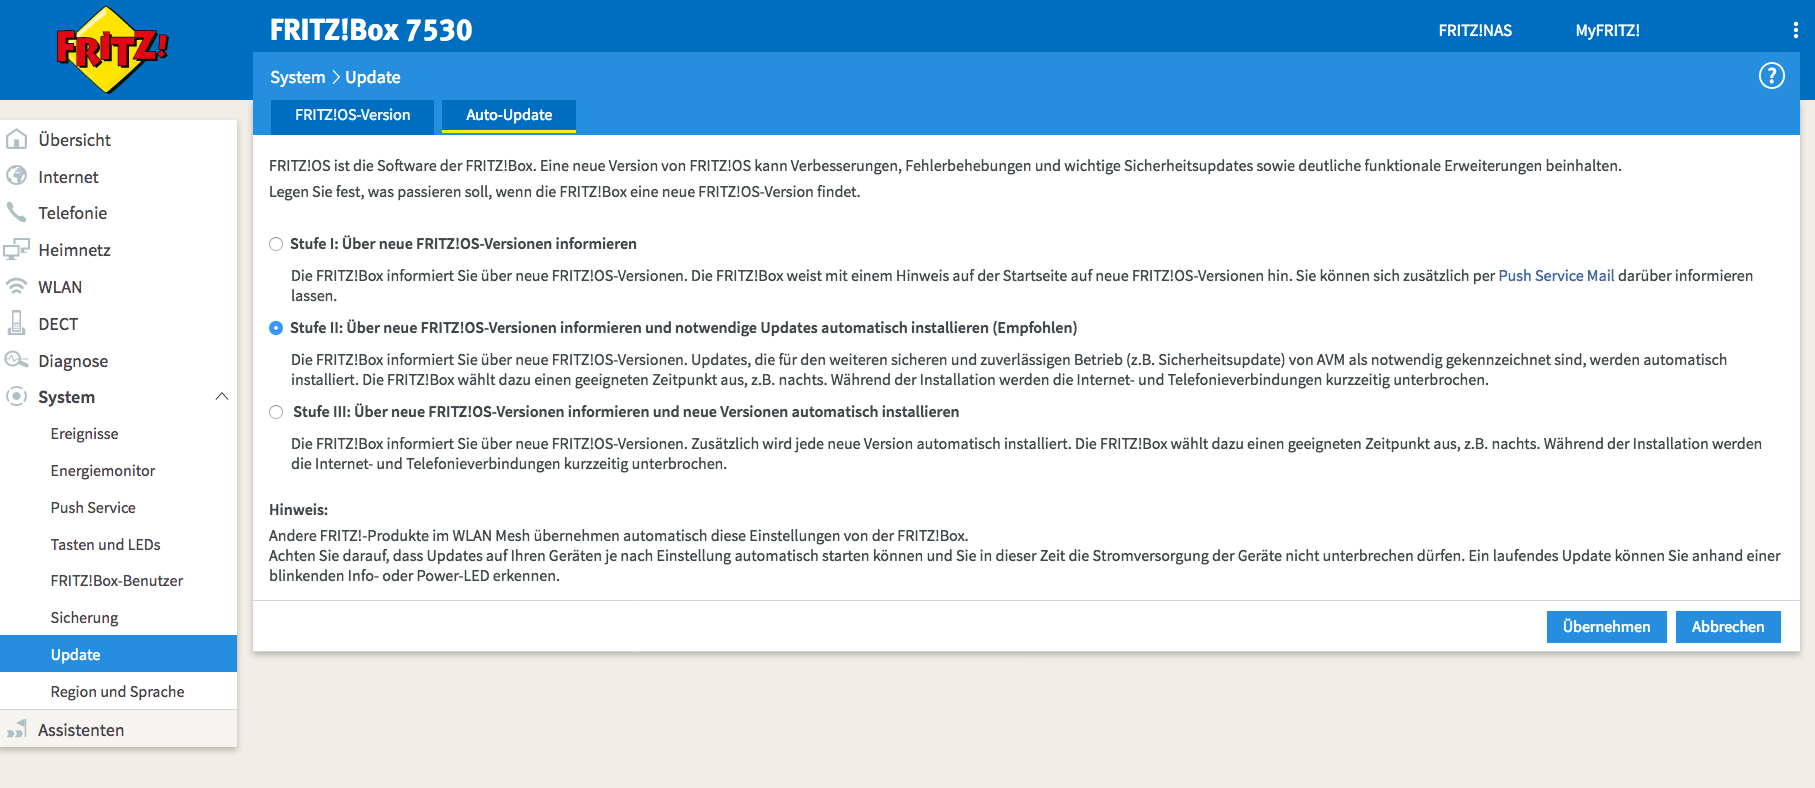 FRITZ!
FRITZ!Box 7530
FRITZ!NAS
MyFRITZ!
System > Update
?
FRITZ!OS-Version
Auto-Update
Übersicht
Internet
Telefonie
Heimnetz
WLAN
DECT
Diagnose
System
Ereignisse
Energiemonitor
Push Service
Tasten und LEDs
FRITZ!Box-Benutzer
Sicherung
Update
Region und Sprache
Assistenten
FRITZ!OS ist die Software der FRITZ!Box. Eine neue Version von FRITZ!OS kann Verbesserungen, Fehlerbehebungen und wichtige Sicherheitsupdates sowie deutliche funktionale Erweiterungen beinhalten.
Legen Sie fest, was passieren soll, wenn die FRITZ!Box eine neue FRITZ!OS-Version findet.
Stufe I: Über neue FRITZ!OS-Versionen informieren
Die FRITZ!Box informiert Sie über neue FRITZ!OS-Versionen. Die FRITZ!Box weist mit einem Hinweis auf der Startseite auf neue FRITZ!OS-Versionen hin. Sie können sich zusätzlich per Push Service Mail darüber informieren
lassen.
Stufe II: Über neue FRITZ!OS-Versionen informieren und notwendige Updates automatisch installieren (Empfohlen)
Die FRITZ!Box informiert Sie über neue FRITZ!OS-Versionen. Updates, die für den weiteren sicheren und zuverlässigen Betrieb (z.B. Sicherheitsupdate) von AVM als notwendig gekennzeichnet sind, werden automatisch
installiert. Die FRITZ!Box wählt dazu einen geeigneten Zeitpunkt aus, z.B. nachts. Während der Installation werden die Internet- und Telefonieverbindungen kurzzeitig unterbrochen.
Stufe III: Über neue FRITZ!OS-Versionen informieren und neue Versionen automatisch installieren
Die FRITZ!Box informiert Sie über neue FRITZ!OS-Versionen. Zusätzlich wird jede neue Version automatisch installiert. Die FRITZ!Box wählt dazu einen geeigneten Zeitpunkt aus, z.B. nachts. Während der Installation werden
die Internet- und Telefonieverbindungen kurzzeitig unterbrochen.
Hinweis:
Andere FRITZ!-Produkte im WLAN Mesh übernehmen automatisch diese Einstellungen von der FRITZ!Box.
Achten Sie darauf, dass Updates auf Ihren Geräten je nach Einstellung automatisch starten können und Sie in dieser Zeit die Stromversorgung der Geräte nicht unterbrechen dürfen. Ein laufendes Update können Sie anhand einer
blinkenden Info- oder Power-LED erkennen.
Übernehmen
Abbrechen